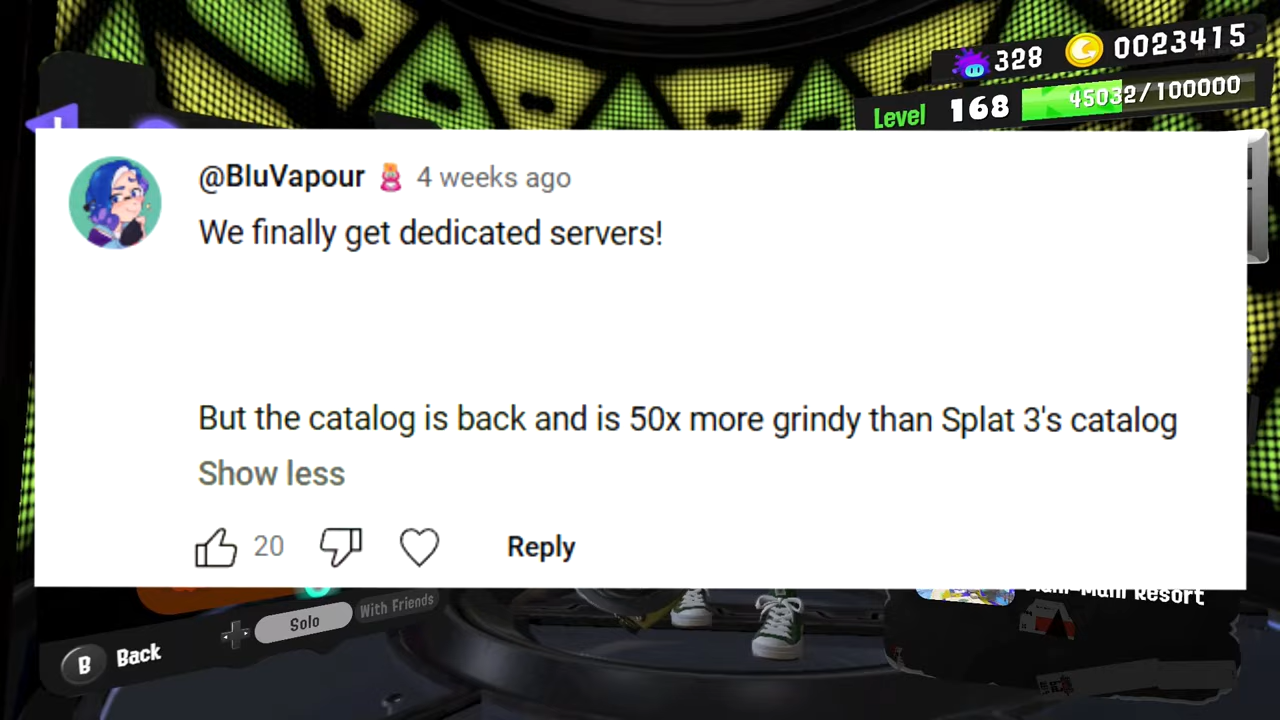 328 0023415
Level 168 45032/100000
@BluVapour 4 weeks ago
We finally get dedicated servers!
But the catalog is back and is 50x more grindy than Splat 3's catalog
Show less
20 Reply
Resort
Solo With Friends
B Back